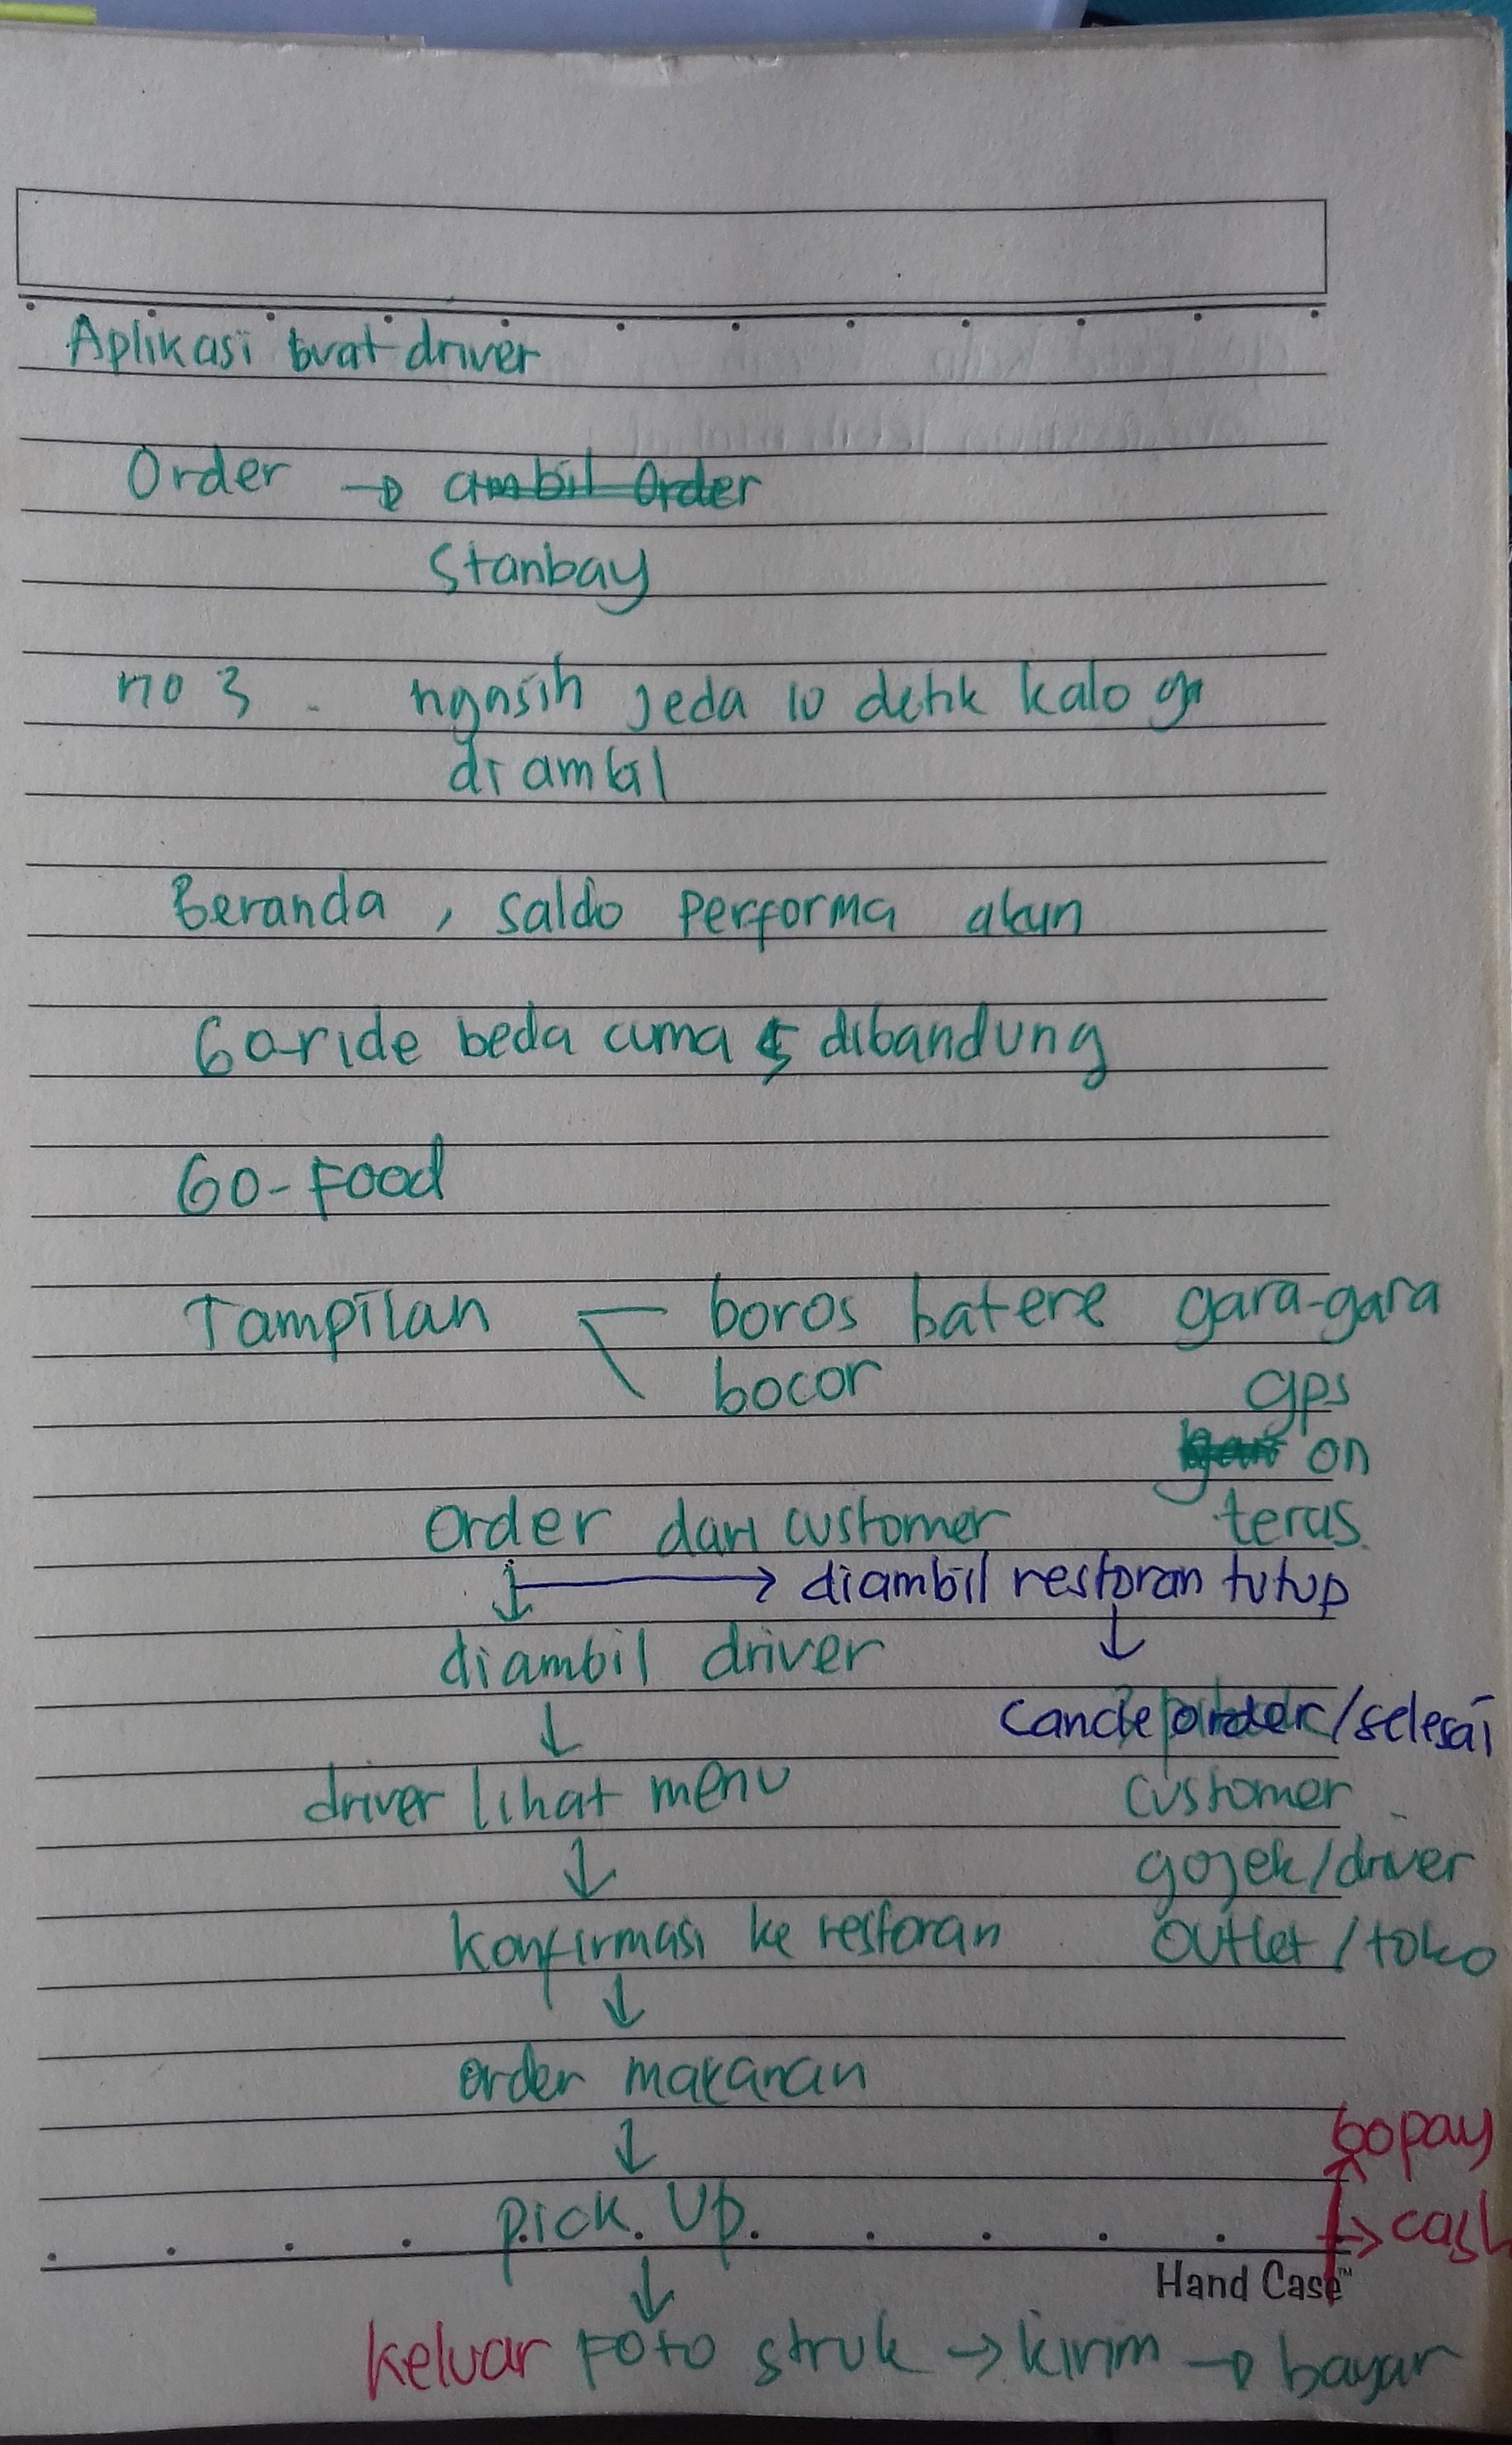 Aplikasi buat driver
Order → ambil order
Stanbay
no 3 - ngasih jeda 10 detik kalo ga
diambil
Beranda, saldo performa akun
Go-ride beda cuma 5 dibandung
Go-Food
Tampilan boros batere gara-gara
bocor gps
on
Order dari customer terus
→ diambil restoran tutup
↓ ↓
diambil driver
↓ cancle order/selesai
driver lihat menu customer
↓ gojek/driver
konfirmasi ke restoran outlet/toko
↓
order makanan
↓ Gopay
pick up → cash
Hand Case™
↓
keluar Foto struk → kirim → bayar